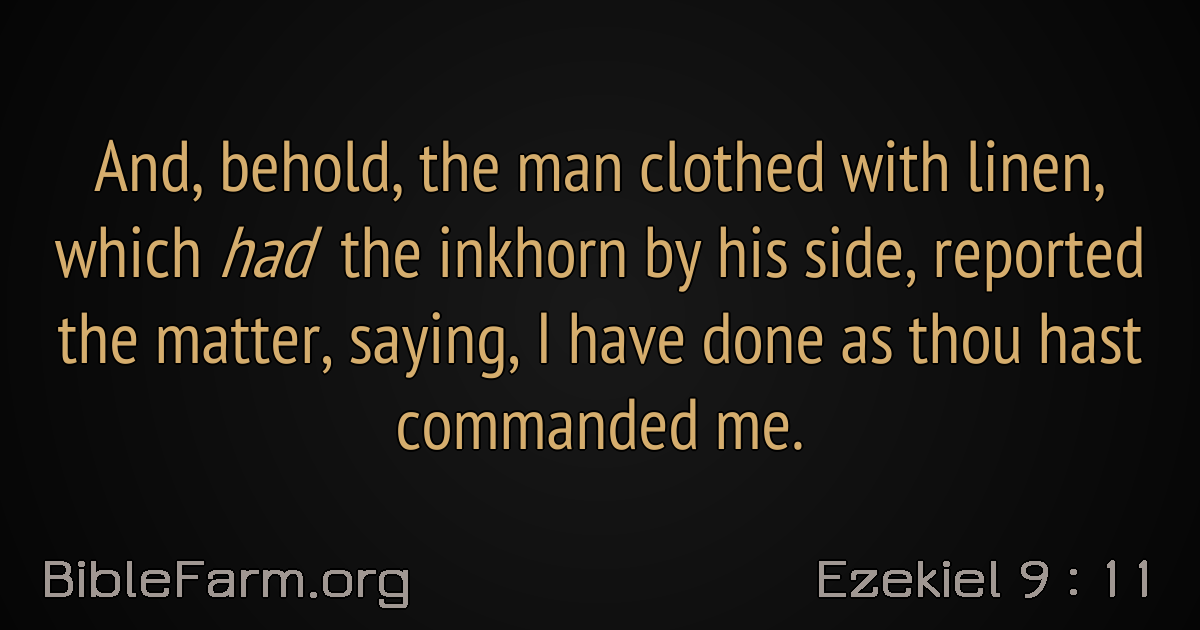 And, behold, the man clothed with linen,
which had the inkhorn by his side, reported
the matter, saying, I have done as thou hast
commanded me.
BibleFarm.org
Ezekiel 9 : 11